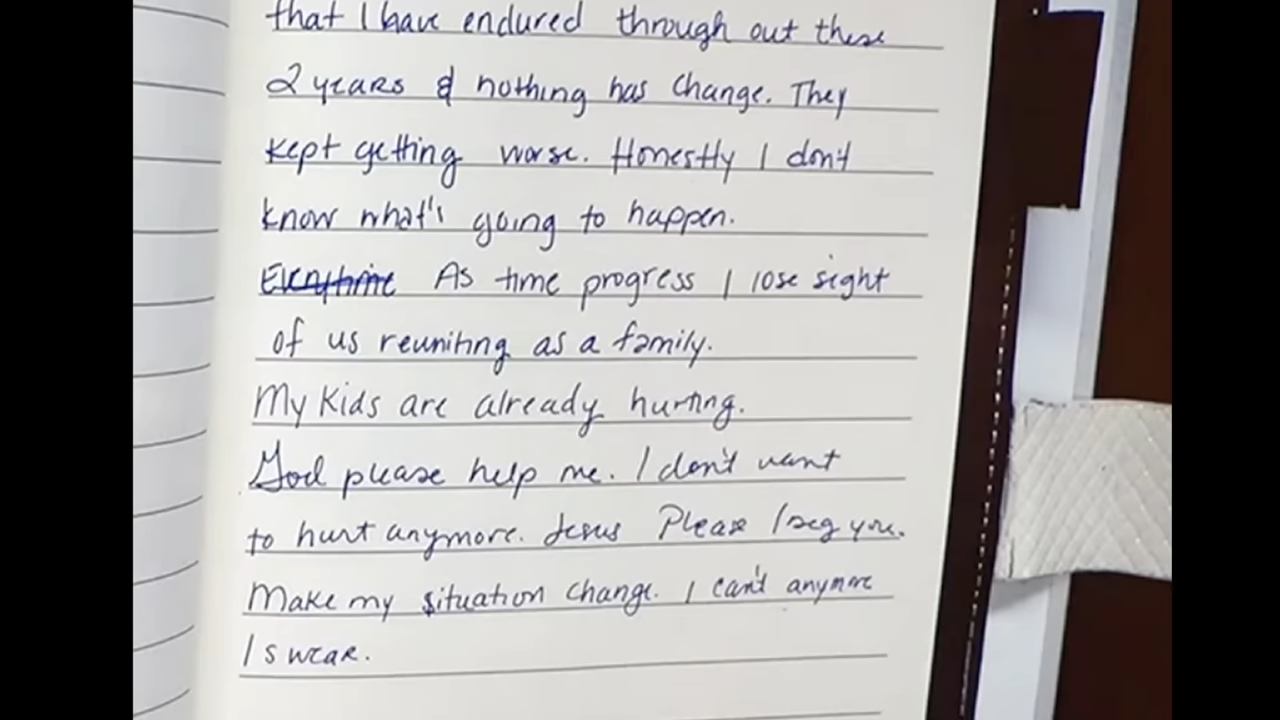 that I have endured through out these
2 years & nothing has change. They
kept getting worse. Honestly I don't
know what's going to happen.
Everytime As time progress I lose sight
of us reuniting as a family.
My kids are already hurting.
God please help me. I don't want
to hurt anymore. Jesus Please I beg you.
Make my situation change. I can't anymore
I swear.